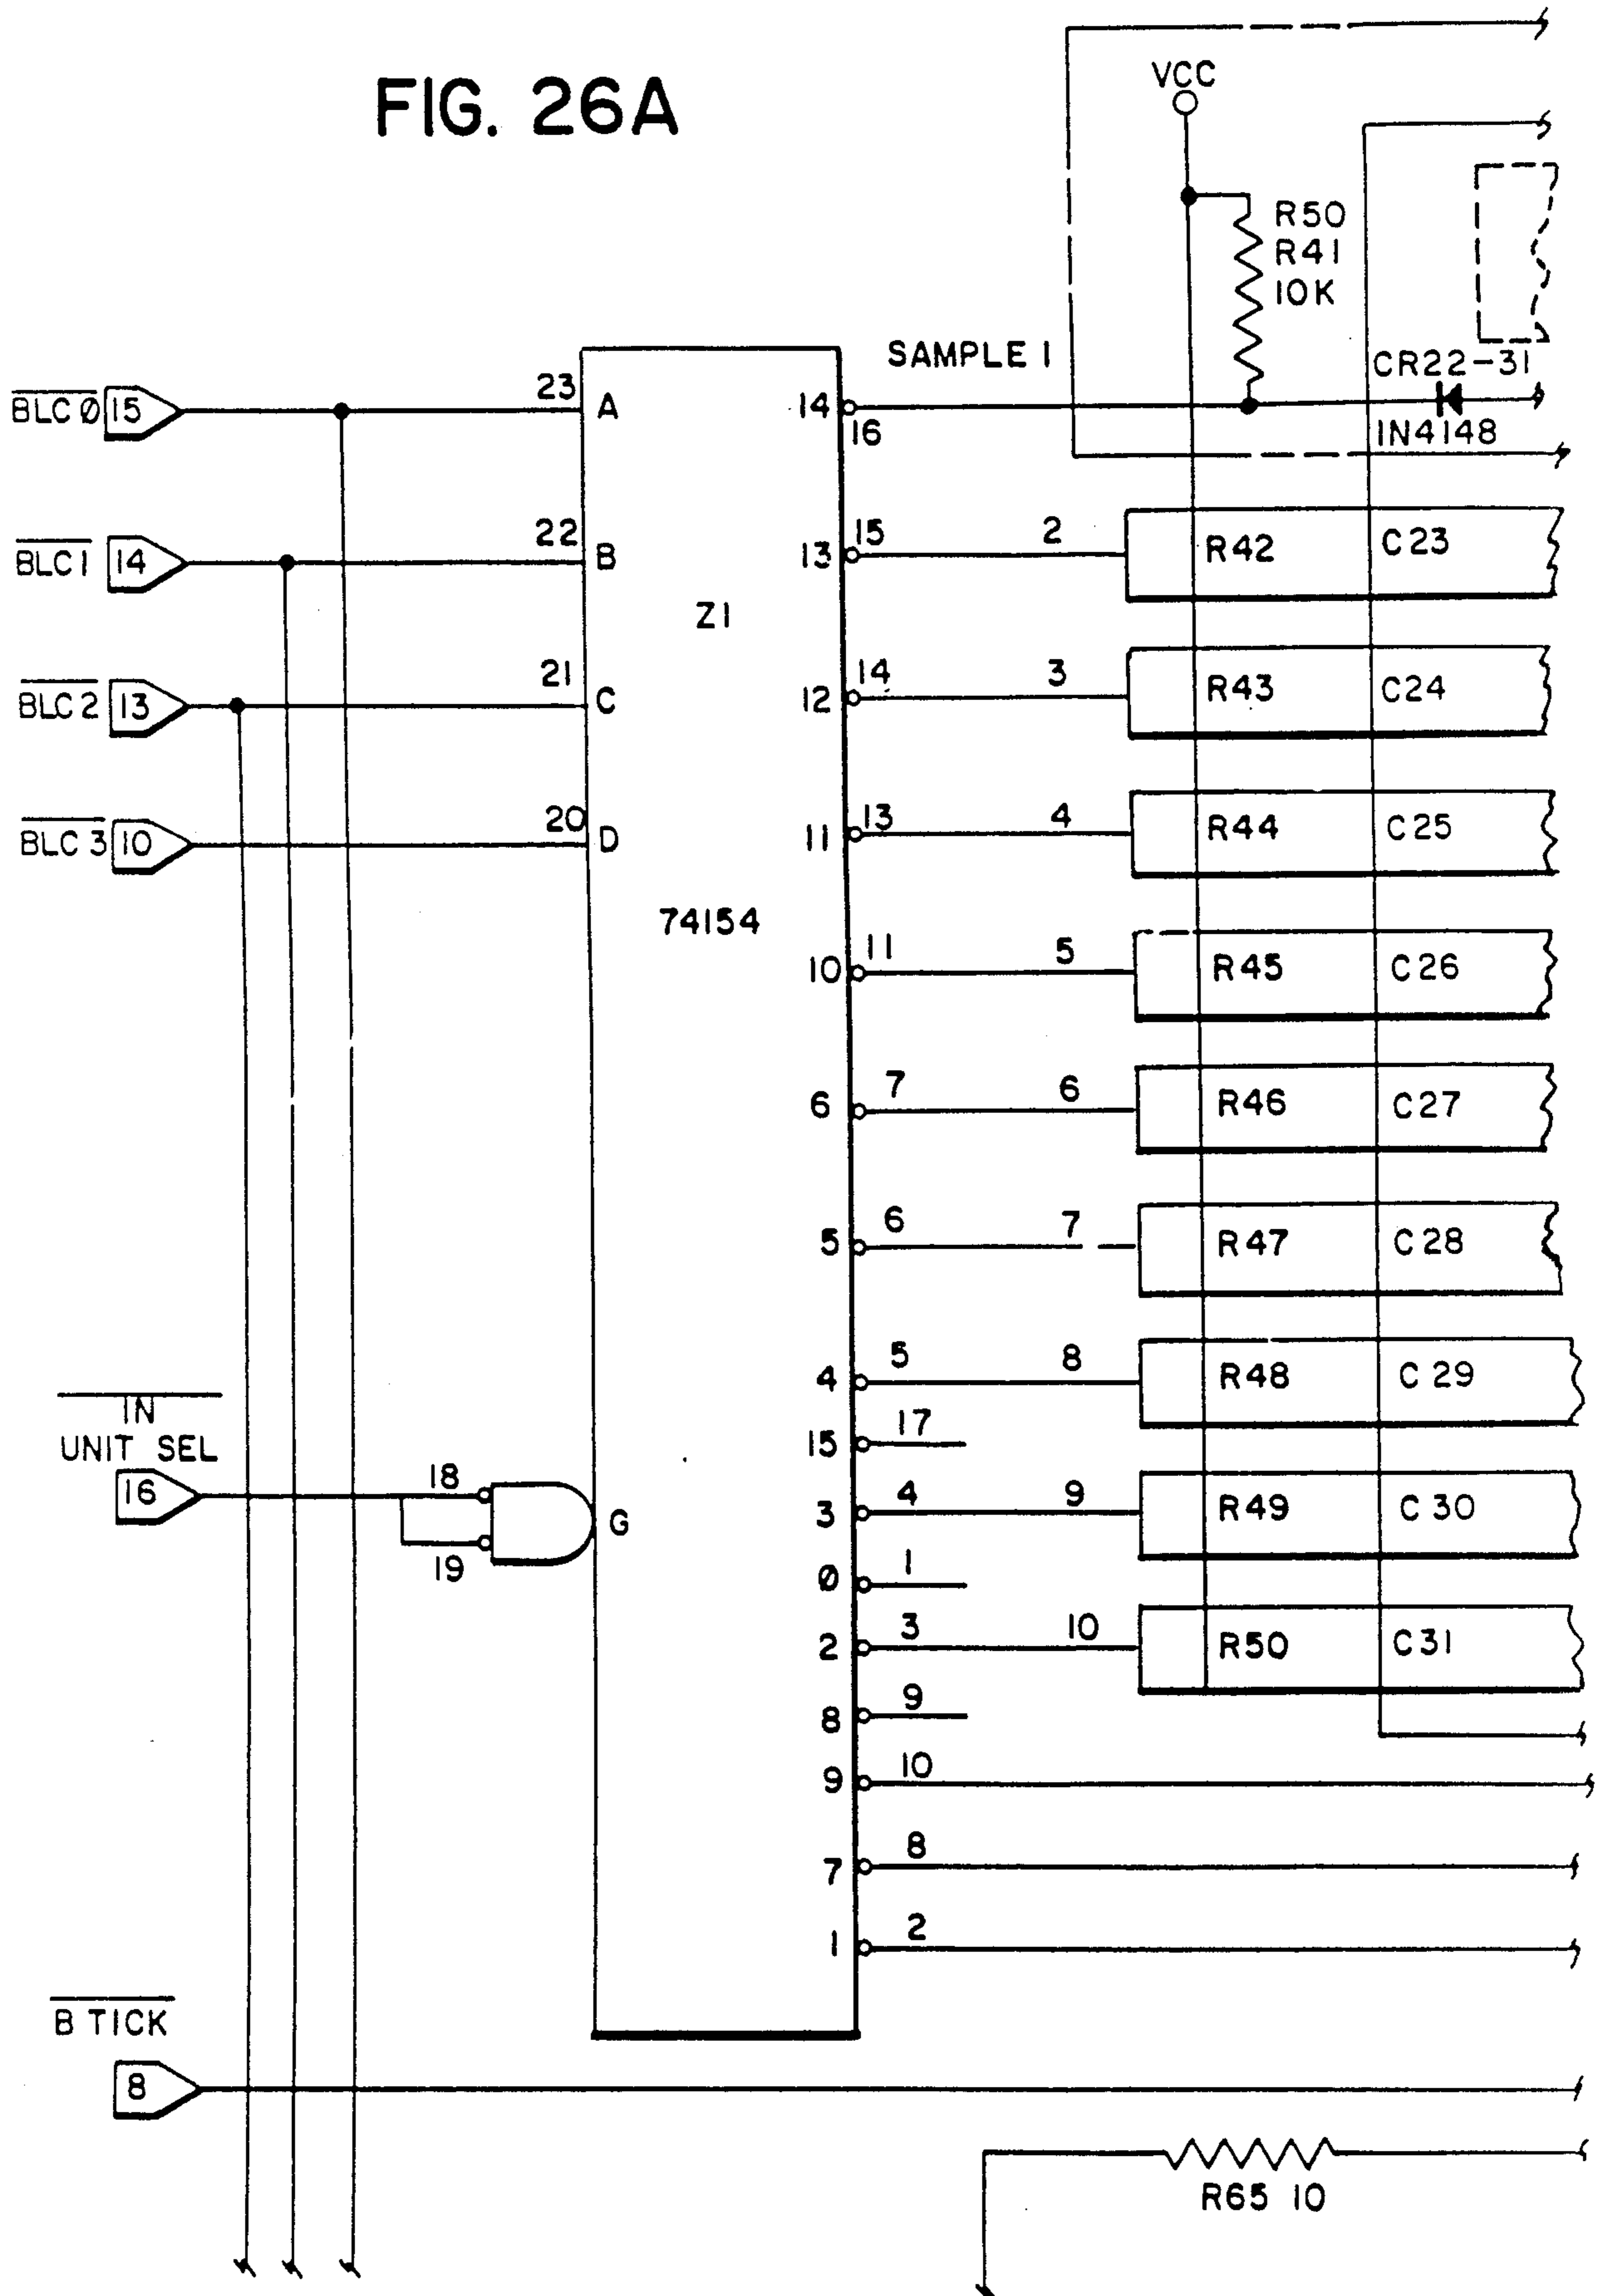 FIG. 26A
VCC
R50
R41
10K
SAMPLE 1
CR22-31
1N4148
BLC0 15 23 A 14 16
BLC1 14 22 B 13 15 2 R42 C23
Z1
BLC2 13 21 C 12 14 3 R43 C24
BLC3 10 20 D 11 13 4 R44 C25
74154
10 11 5 R45 C26
6 7 6 R46 C27
5 6 7 R47 C28
4 5 8 R48 C29
IN
UNIT SEL
15 17
16 18 G 3 4 9 R49 C30
19
0 1
2 3 10 R50 C31
8 9
9 10
7 8
1 2
B TICK
8
R65 10